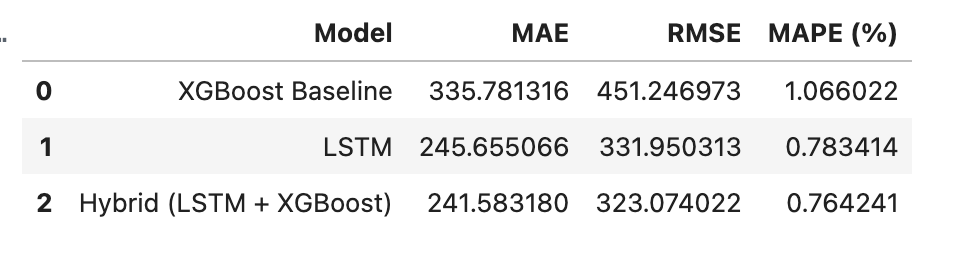 Model MAE RMSE MAPE (%)
0 XGBoost Baseline 335.781316 451.246973 1.066022
1 LSTM 245.655066 331.950313 0.783414
2 Hybrid (LSTM + XGBoost) 241.583180 323.074022 0.764241